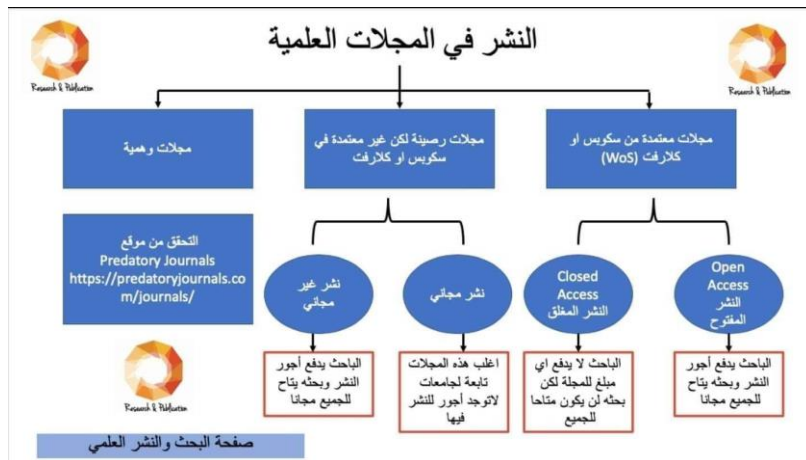 النشر في المجلات العلمية
Research & Publication
Research & Publication
مجلات معتمدة من سكوبس او
كلارفت (WoS)
مجلات رصينة لكن غير معتمدة في
سكوبس او كلارفت
مجلات وهمية
Open
Access
النشر
المفتوح
Closed
Access
النشر المغلق
نشر مجاني
نشر غير
مجاني
التحقق من موقع
Predatory Journals
https://predatoryjournals.co
m/journals/
الباحث يدفع أجور
النشر وبحثه يتاح
للجميع مجانا
الباحث لا يدفع اي
مبلغ للمجلة لكن
بحثه لن يكون متاحا
للجميع
اغلب هذه المجلات
تابعة لجامعات
لاتوجد أجور للنشر
فيها
الباحث يدفع أجور
النشر وبحثه يتاح
للجميع مجانا
Research & Publication
صفحة البحث والنشر العلمي